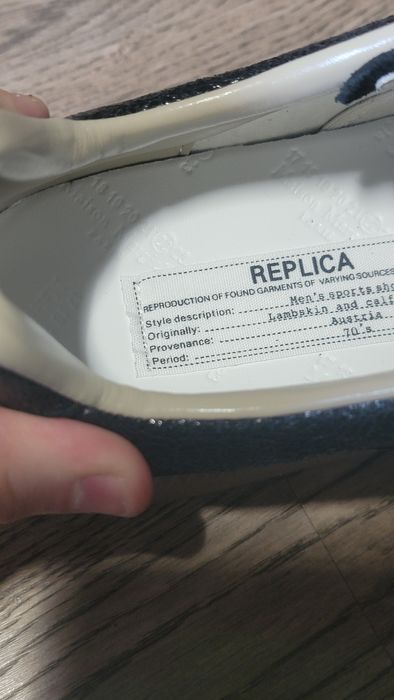 REPLICA
REPRODUCTION OF FOUND GARMENTS OF VARYING SOURCES
Style description: Men's sports sho
Originally: Lambskin and calf
Provenance: Austria
Period: 70's